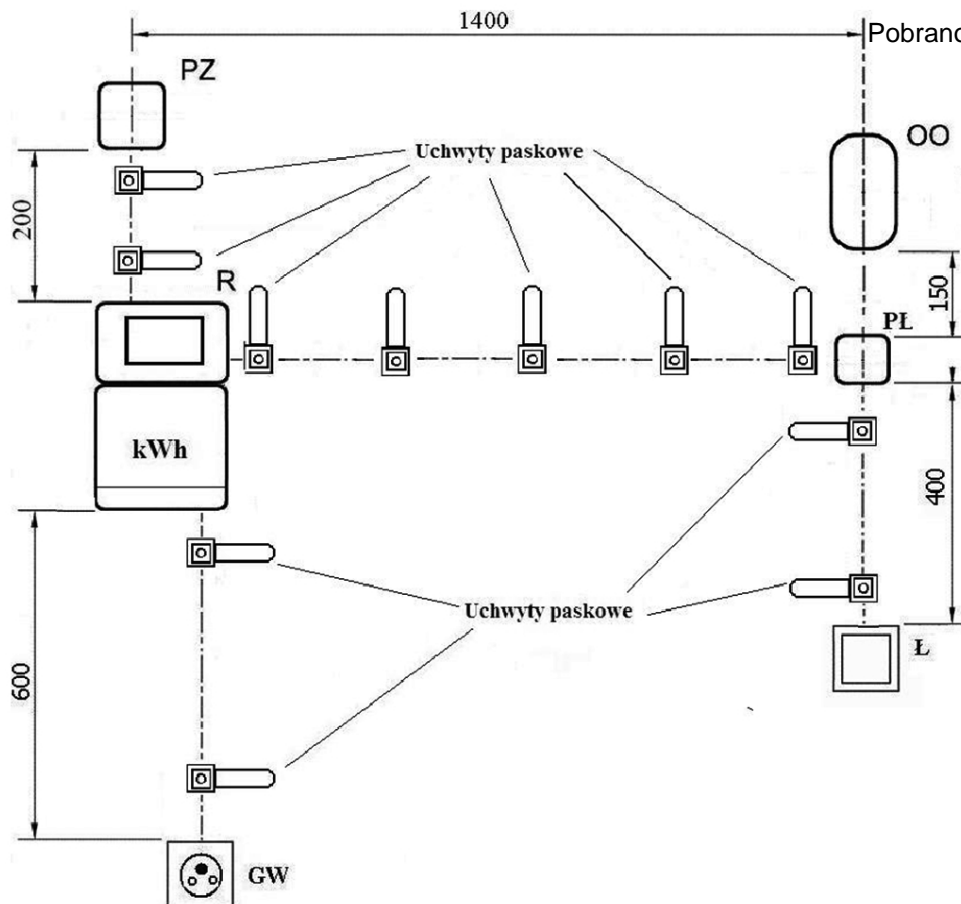 1400
Pobrano
PZ
OO
Uchwyty paskowe
200
R
150
PŁ
kWh
400
Uchwyty paskowe
Ł
600
GW